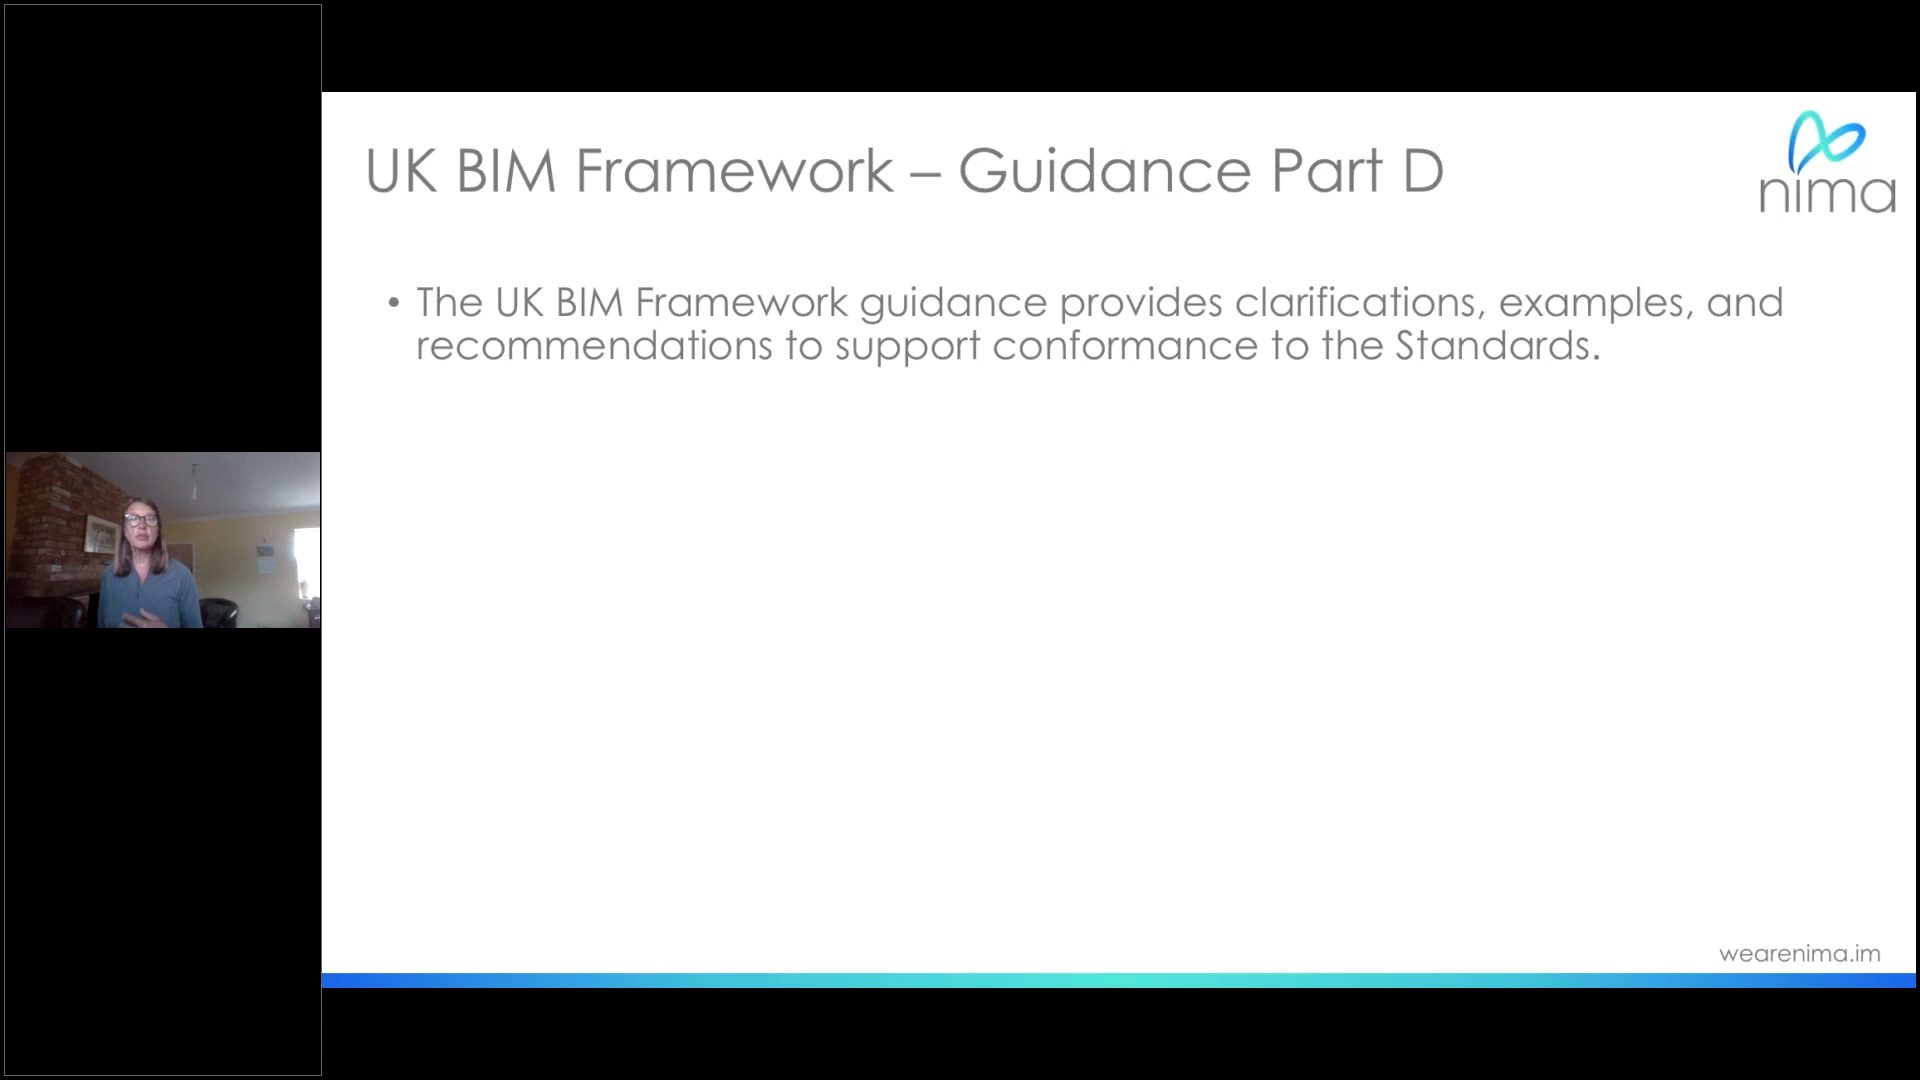 UK BIM Framework – Guidance Part D
nima
• The UK BIM Framework guidance provides clarifications, examples, and
recommendations to support conformance to the Standards.
wearenima.im